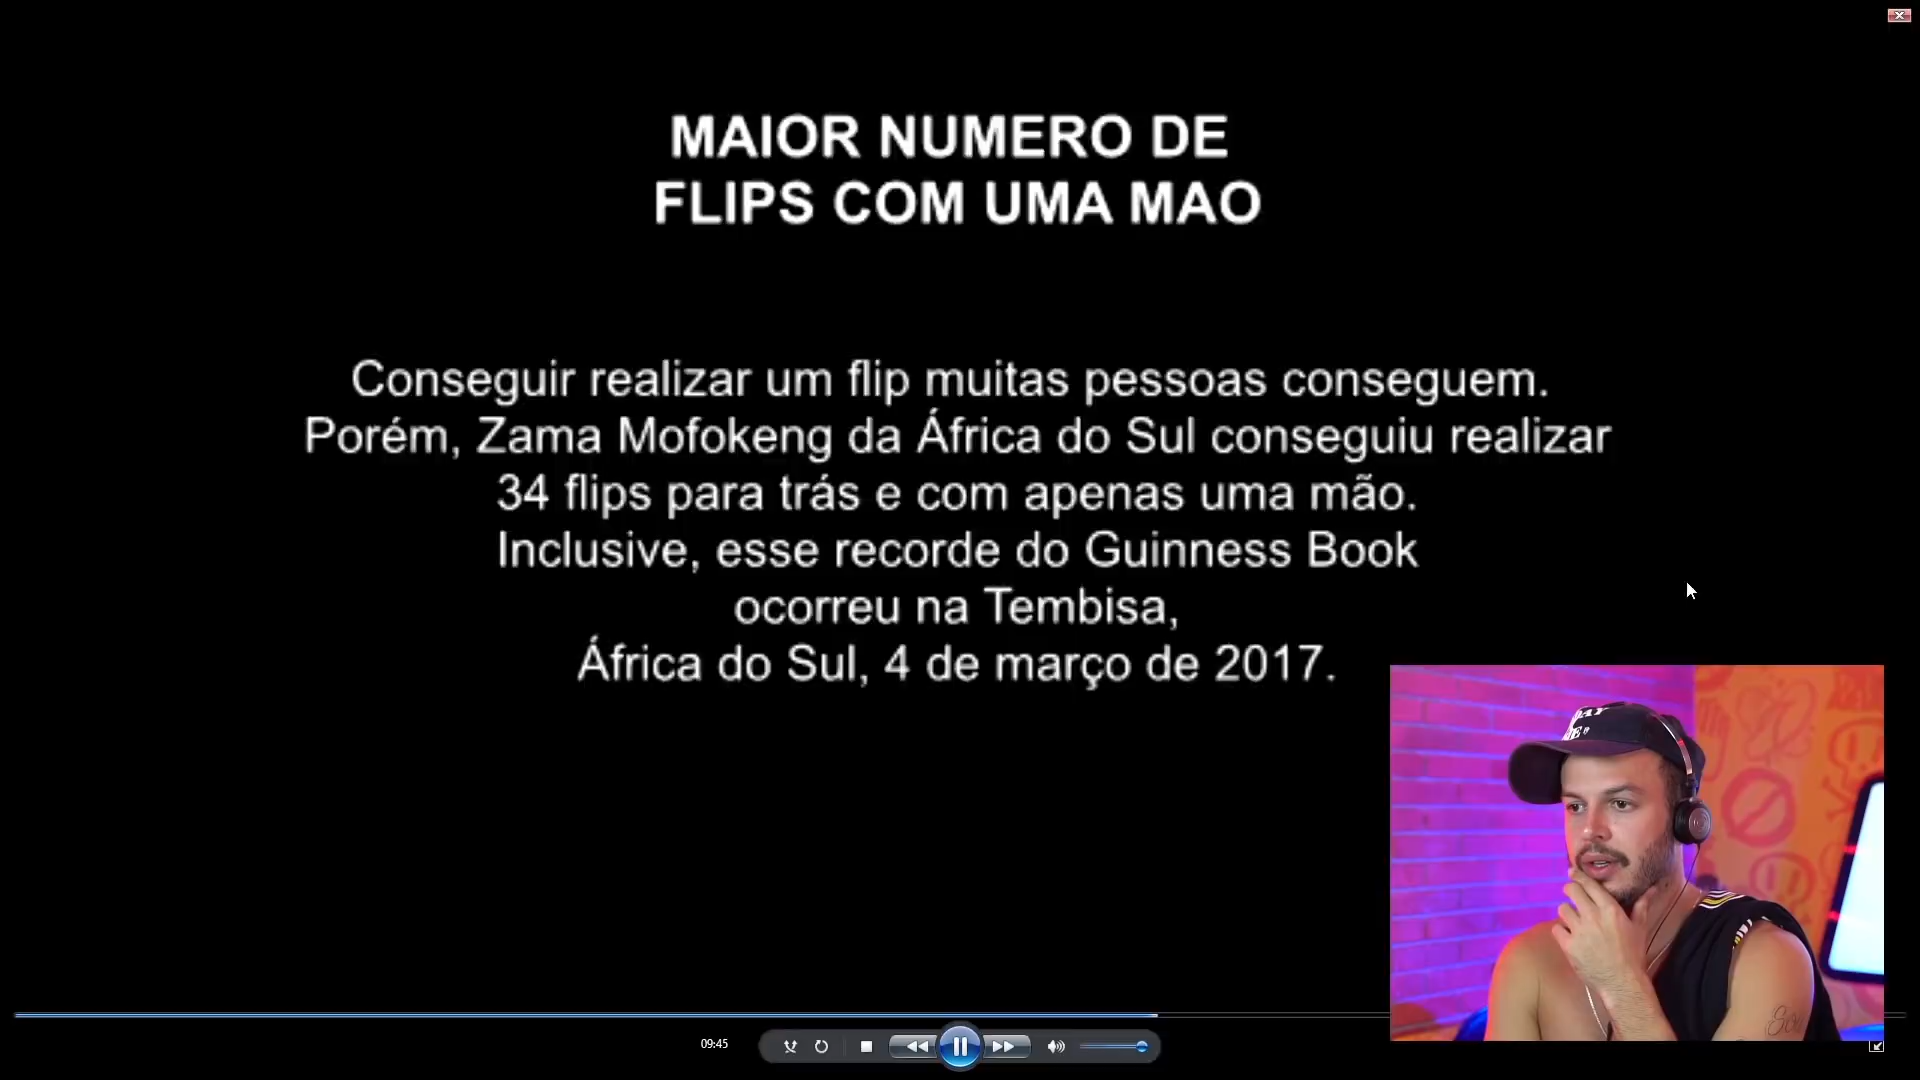 MAIOR NUMERO DE
FLIPS COM UMA MAO
Conseguir realizar um flip muitas pessoas conseguem.
Porém, Zama Mofokeng da África do Sul conseguiu realizar
34 flips para trás e com apenas uma mão.
Inclusive, esse recorde do Guinness Book
ocorreu na Tembisa,
África do Sul, 4 de março de 2017.
09:45